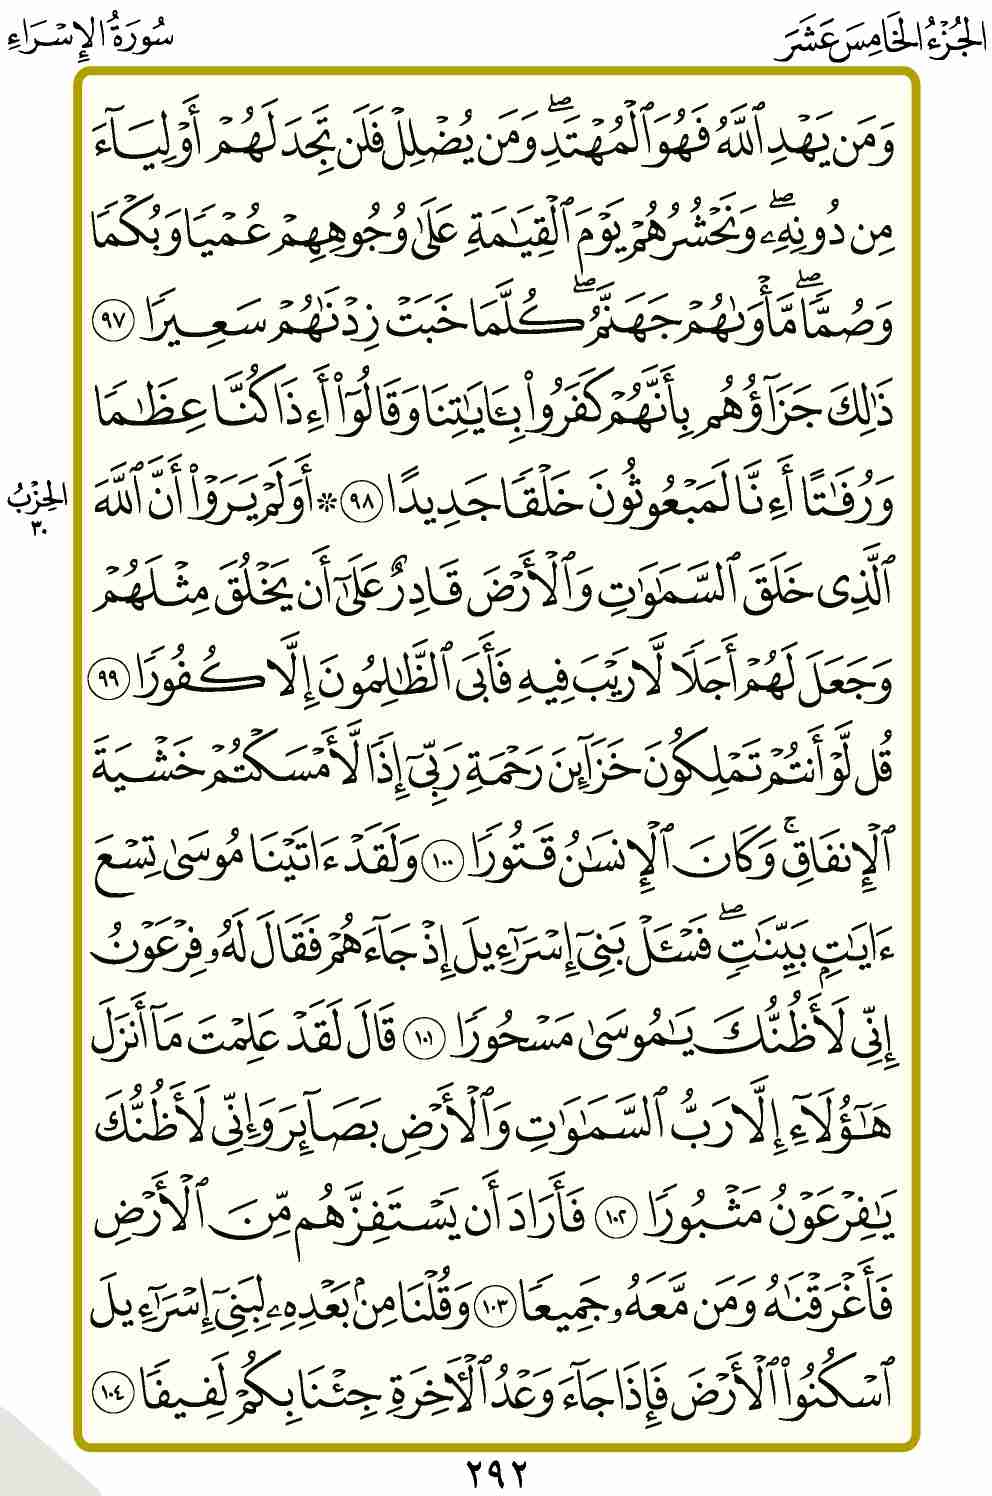 الجُزْءُ الخَامِسَ عَشَرَ
سُورَةُ الإِسْرَاءِ
وَمَن يَهْدِ ٱللَّهُ فَهُوَ ٱلْمُهْتَدِۖ وَمَن يُضْلِلْ فَلَن تَجِدَ لَهُمْ أَوْلِيَآءَ
مِن دُونِهِۦۖ وَنَحْشُرُهُمْ يَوْمَ ٱلْقِيَٰمَةِ عَلَىٰ وُجُوهِهِمْ عُمْيًا وَبُكْمًا
وَصُمًّاۖ مَّأْوَىٰهُمْ جَهَنَّمُۖ كُلَّمَا خَبَتْ زِدْنَٰهُمْ سَعِيرًا ٩٧
ذَٰلِكَ جَزَآؤُهُم بِأَنَّهُمْ كَفَرُوا۟ بِـَٔايَٰتِنَا وَقَالُوٓا۟ أَءِذَا كُنَّا عِظَٰمًا
وَرُفَٰتًا أَءِنَّا لَمَبْعُوثُونَ خَلْقًا جَدِيدًا ٩٨ * أَوَلَمْ يَرَوْا۟ أَنَّ ٱللَّهَ
الحِزْبُ
٣٠
ٱلَّذِى خَلَقَ ٱلسَّمَٰوَٰتِ وَٱلْأَرْضَ قَادِرٌ عَلَىٰٓ أَن يَخْلُقَ مِثْلَهُمْ
وَجَعَلَ لَهُمْ أَجَلًا لَّا رَيْبَ فِيهِ فَأَبَى ٱلظَّٰلِمُونَ إِلَّا كُفُورًا ٩٩
قُل لَّوْ أَنتُمْ تَمْلِكُونَ خَزَآئِنَ رَحْمَةِ رَبِّىٓ إِذًا لَّأَمْسَكْتُمْ خَشْيَةَ
ٱلْإِنفَاقِۚ وَكَانَ ٱلْإِنسَٰنُ قَتُورًا ١٠٠ وَلَقَدْ ءَاتَيْنَا مُوسَىٰ تِسْعَ
ءَايَٰتٍۭ بَيِّنَٰتٍۖ فَسْـَٔلْ بَنِىٓ إِسْرَٰٓءِيلَ إِذْ جَآءَهُمْ فَقَالَ لَهُۥ فِرْعَوْنُ
إِنِّى لَأَظُنُّكَ يَٰمُوسَىٰ مَسْحُورًا ١٠١ قَالَ لَقَدْ عَلِمْتَ مَآ أَنزَلَ
هَٰٓؤُلَآءِ إِلَّا رَبُّ ٱلسَّمَٰوَٰتِ وَٱلْأَرْضِ بَصَآئِرَ وَإِنِّى لَأَظُنُّكَ
يَٰفِرْعَوْنُ مَثْبُورًا ١٠٢ فَأَرَادَ أَن يَسْتَفِزَّهُم مِّنَ ٱلْأَرْضِ
فَأَغْرَقْنَٰهُ وَمَن مَّعَهُۥ جَمِيعًا ١٠٣ وَقُلْنَا مِنۢ بَعْدِهِۦ لِبَنِىٓ إِسْرَٰٓءِيلَ
ٱسْكُنُوا۟ ٱلْأَرْضَ فَإِذَا جَآءَ وَعْدُ ٱلْءَاخِرَةِ جِئْنَا بِكُمْ لَفِيفًا ١٠٤
٢٩٢